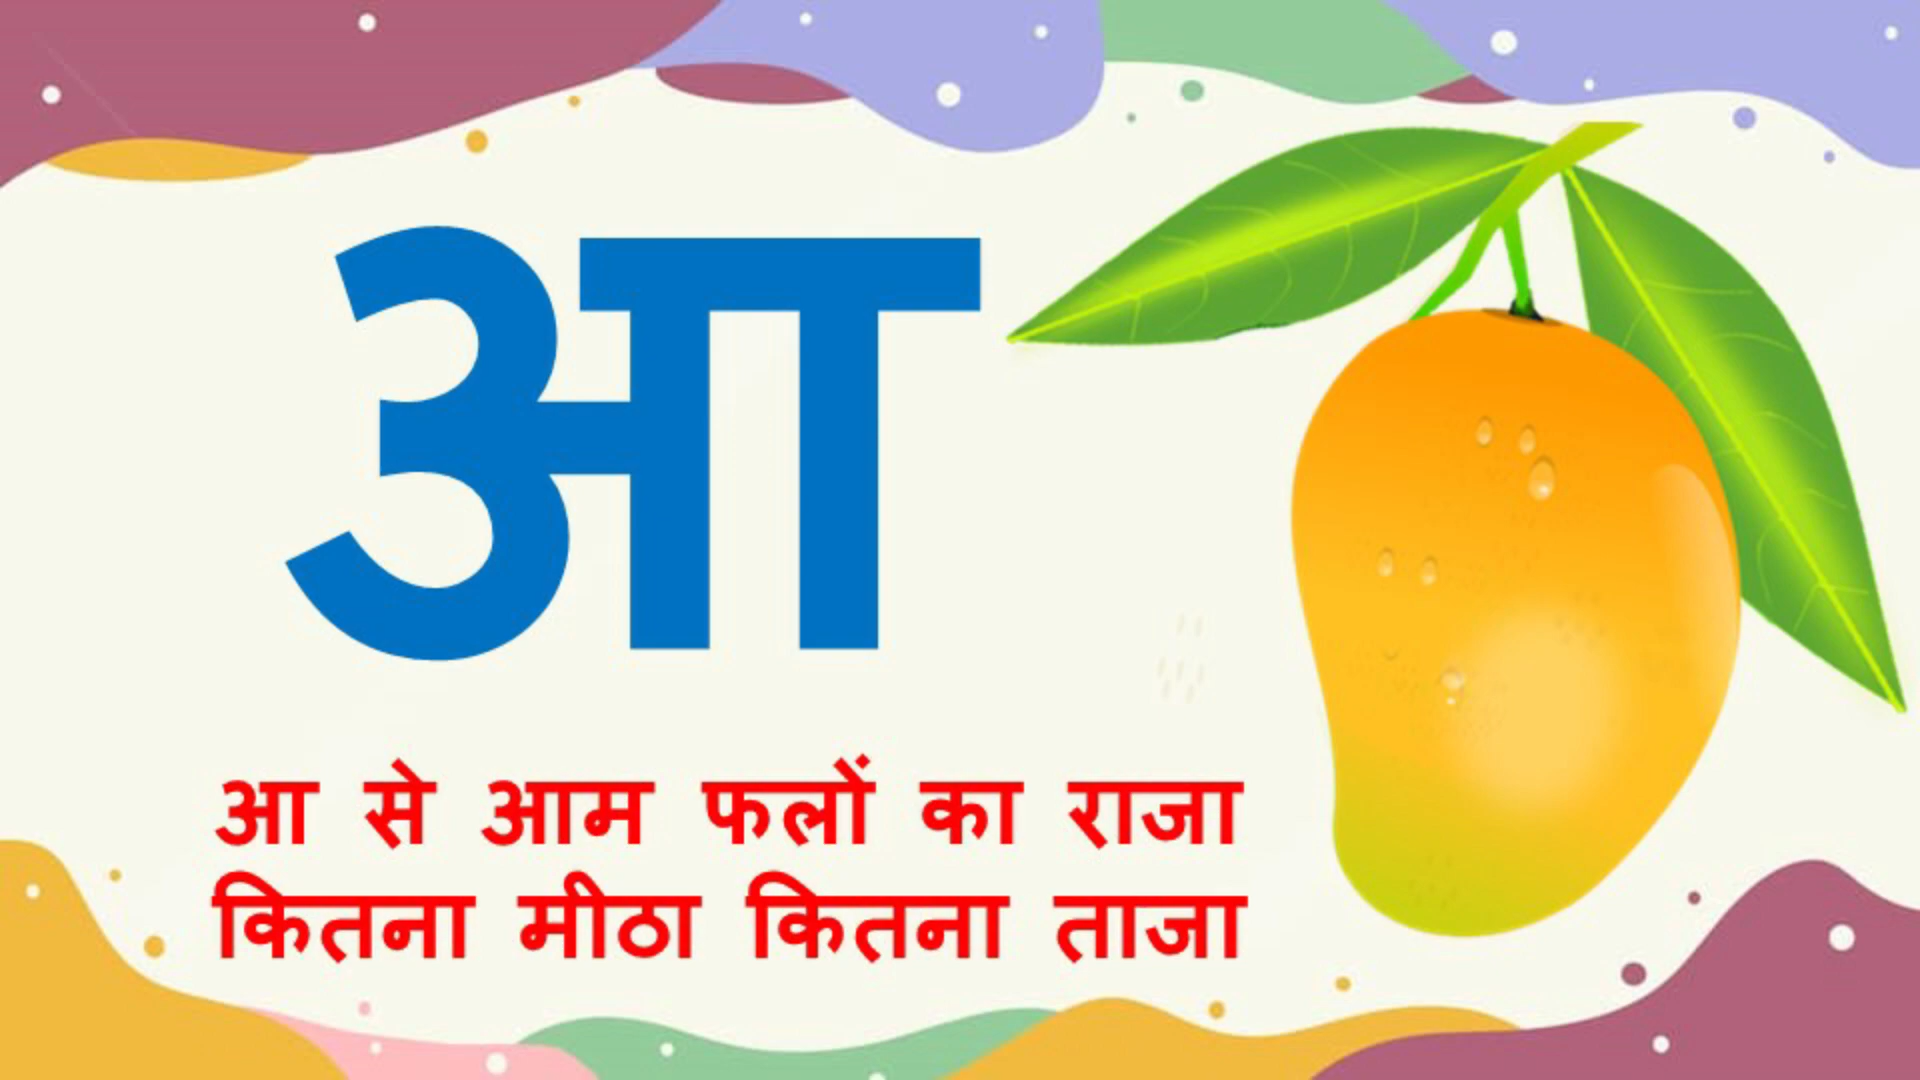 आ
आ से आम फलों का राजा
कितना मीठा कितना ताजा